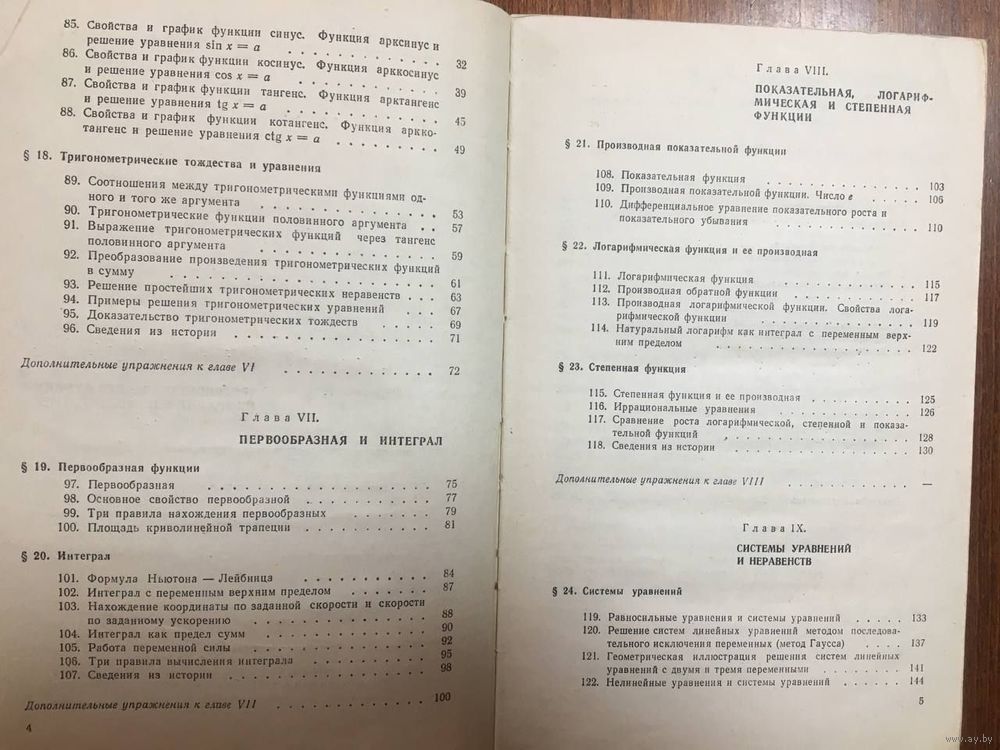 85. Свойства и график функции синус. Функция арксинус и
решение уравнения sin x = a . . . . . . . . . . 32
86. Свойства и график функции косинус. Функция арккосинус
и решение уравнения cos x = a . . . . . . . . . 39
87. Свойства и график функции тангенс. Функция арктангенс
и решение уравнения tg x = a . . . . . . . . . . 45
88. Свойства и график функции котангенс. Функция аркко-
тангенс и решение уравнения ctg x = a . . . . . . . 49
§ 18. Тригонометрические тождества и уравнения
89. Соотношения между тригонометрическими функциями од-
ного и того же аргумента . . . . . . . . . . . 53
90. Тригонометрические функции половинного аргумента . . 57
91. Выражение тригонометрических функций через тангенс
половинного аргумента . . . . . . . . . . . . 59
92. Преобразование произведения тригонометрических функций
в сумму . . . . . . . . . . . . . . . . . 61
93. Решение простейших тригонометрических неравенств . . . 63
94. Примеры решения тригонометрических уравнений . . . . 67
95. Доказательство тригонометрических тождеств . . . . 69
96. Сведения из истории . . . . . . . . . . . . . 71
Дополнительные упражнения к главе VI . . . . . . . . . . . 72
Глава VII.
ПЕРВООБРАЗНАЯ И ИНТЕГРАЛ
§ 19. Первообразная функции
97. Первообразная . . . . . . . . . . . . . . . 75
98. Основное свойство первообразной . . . . . . . . . 77
99. Три правила нахождения первообразных . . . . . . . 79
100. Площадь криволинейной трапеции . . . . . . . . . 81
§ 20. Интеграл
101. Формула Ньютона — Лейбница . . . . . . . . . . 84
102. Интеграл с переменным верхним пределом . . . . . . 87
103. Нахождение координаты по заданной скорости и скорости
по заданному ускорению . . . . . . . . . . . . 88
104. Интеграл как предел сумм . . . . . . . . . . . 90
105. Работа переменной силы . . . . . . . . . . . . 92
106. Три правила вычисления интеграла . . . . . . . . 95
107. Сведения из истории . . . . . . . . . . . . . 98
Дополнительные упражнения к главе VII . . . . . . . . . . . 100
4
Глава VIII.
ПОКАЗАТЕЛЬНАЯ, ЛОГАРИФ-
МИЧЕСКАЯ И СТЕПЕННАЯ
ФУНКЦИИ
§ 21. Производная показательной функции
108. Показательная функция . . . . . . . . . . . . 103
109. Производная показательной функции. Число e . . . . . 106
110. Дифференциальное уравнение показательного роста и
показательного убывания . . . . . . . . . . . . 110
§ 22. Логарифмическая функция и ее производная
111. Логарифмическая функция . . . . . . . . . . . 115
112. Производная обратной функции . . . . . . . . . . 117
113. Производная логарифмической функции. Свойства лога-
рифмической функции . . . . . . . . . . . . . 119
114. Натуральный логарифм как интеграл с переменным верх-
ним пределом . . . . . . . . . . . . . . . . 122
§ 23. Степенная функция
115. Степенная функция и ее производная . . . . . . . . 125
116. Иррациональные уравнения . . . . . . . . . . . 126
117. Сравнение роста логарифмической, степенной и показа-
тельной функций . . . . . . . . . . . . . . . 128
118. Сведения из истории . . . . . . . . . . . . . 130
Дополнительные упражнения к главе VIII . . . . . . . . . . . —
Глава IX.
СИСТЕМЫ УРАВНЕНИЙ
И НЕРАВЕНСТВ
§ 24. Системы уравнений
119. Равносильные уравнения и системы уравнений . . . . . 133
120. Решение систем линейных уравнений методом последова-
тельного исключения переменных (метод Гаусса) . . . . 137
121. Геометрическая иллюстрация решения систем линейных
уравнений с двумя и тремя переменными . . . . . . . 141
122. Нелинейные уравнения и системы уравнений . . . . . . 144
5
www.ay.by